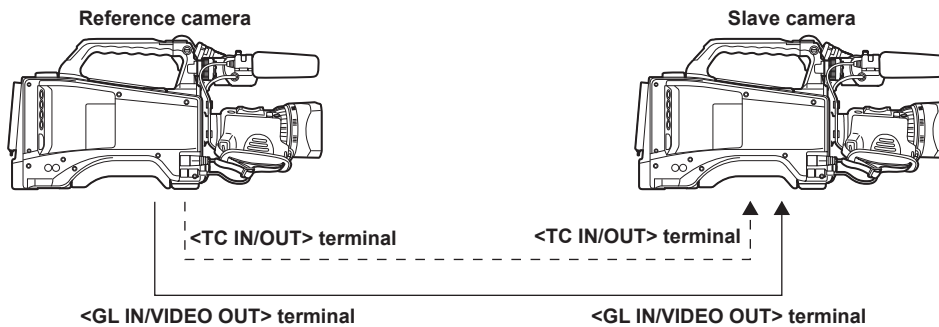 Reference camera
Slave camera
<TC IN/OUT> terminal
<TC IN/OUT> terminal
<GL IN/VIDEO OUT> terminal
<GL IN/VIDEO OUT> terminal